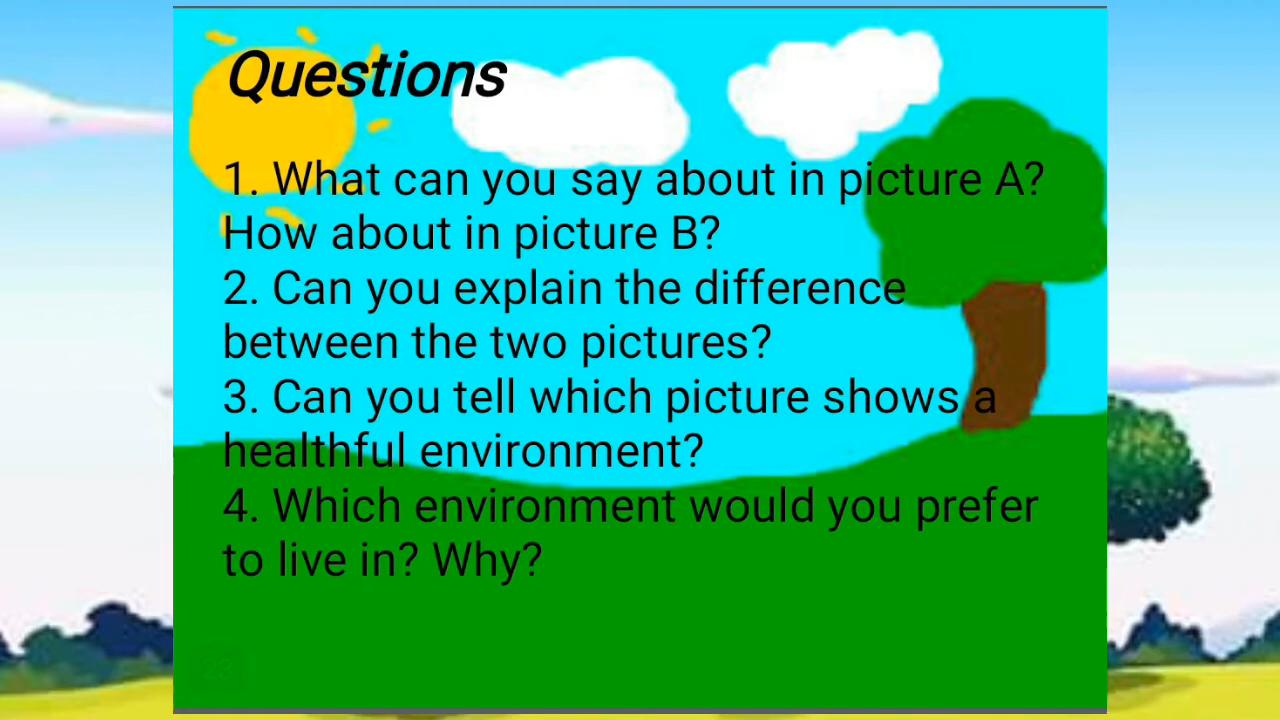 Questions
1. What can you say about in picture A?
How about in picture B?
2. Can you explain the difference
between the two pictures?
3. Can you tell which picture shows a
healthful environment?
4. Which environment would you prefer
to live in? Why?
23